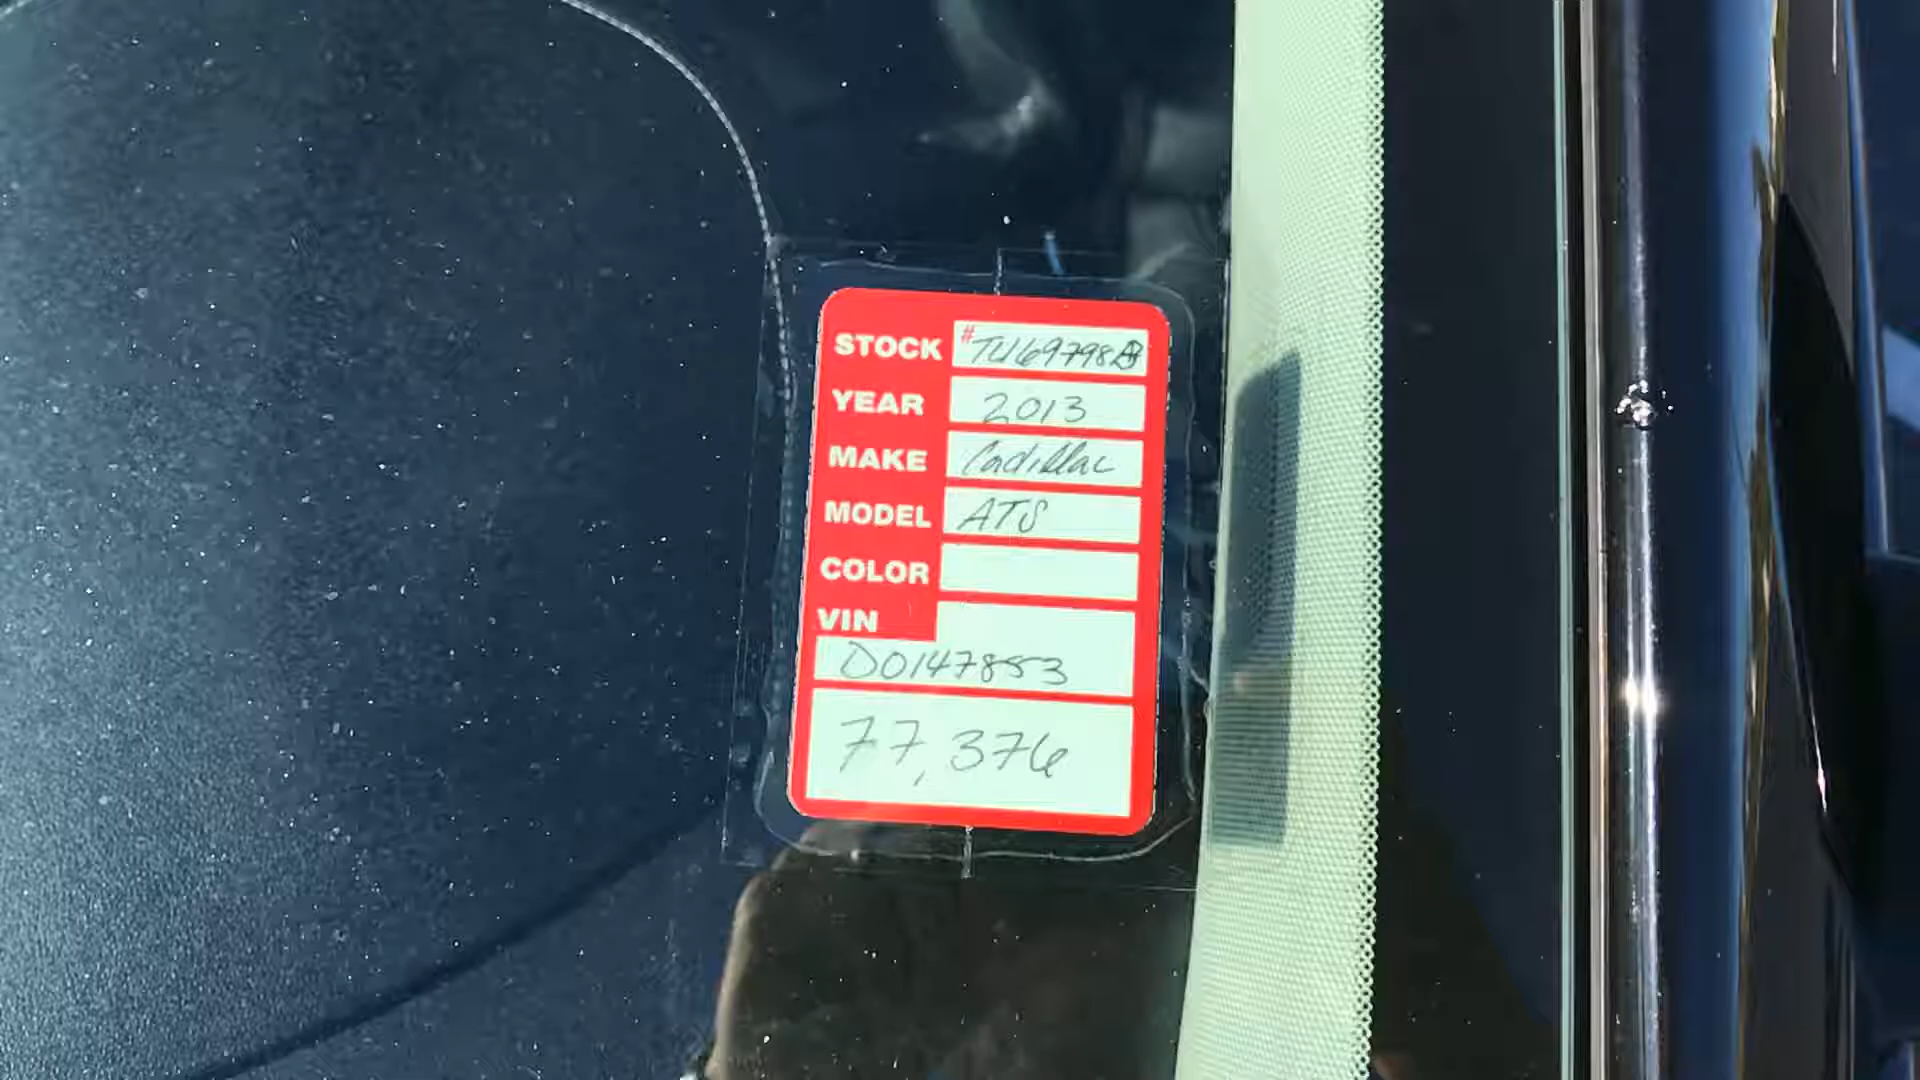 STOCK #TU69798B
YEAR 2013
MAKE Cadillac
MODEL ATS
COLOR
VIN
D0147853
77,376